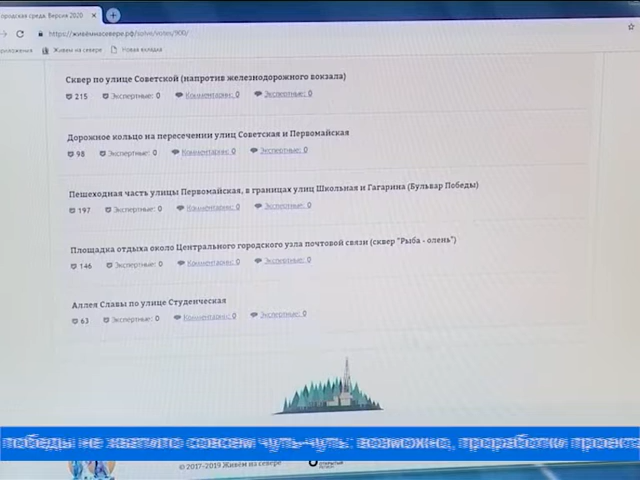 ородская среда. Версия 2020
https://живёмнасевере.рф/solve/votes/900/
риложения Живём на севере Новая вкладка
Сквер по улице Советской (напротив железнодорожного вокзала)
215 Экспертные: 0 Комментарии: 0 Экспертные: 0
Дорожное кольцо на пересечении улиц Советская и Первомайская
98 Экспертные: 0 Комментарии: 0 Экспертные: 0
Пешеходная часть улицы Первомайская, в границах улиц Школьная и Гагарина (Бульвар Победы)
197 Экспертные: 0 Комментарии: 0 Экспертные: 0
Площадка отдыха около Центрального городского узла почтовой связи (сквер "Рыба - олень")
146 Экспертные: 0 Комментарии: 0 Экспертные: 0
Аллея Славы по улице Студенческая
63 Экспертные: 0 Комментарии: 0 Экспертные: 0
победы не хватило совсем чуть-чуть: возможно, проработки проекта
© 2017-2019 Живём на севере